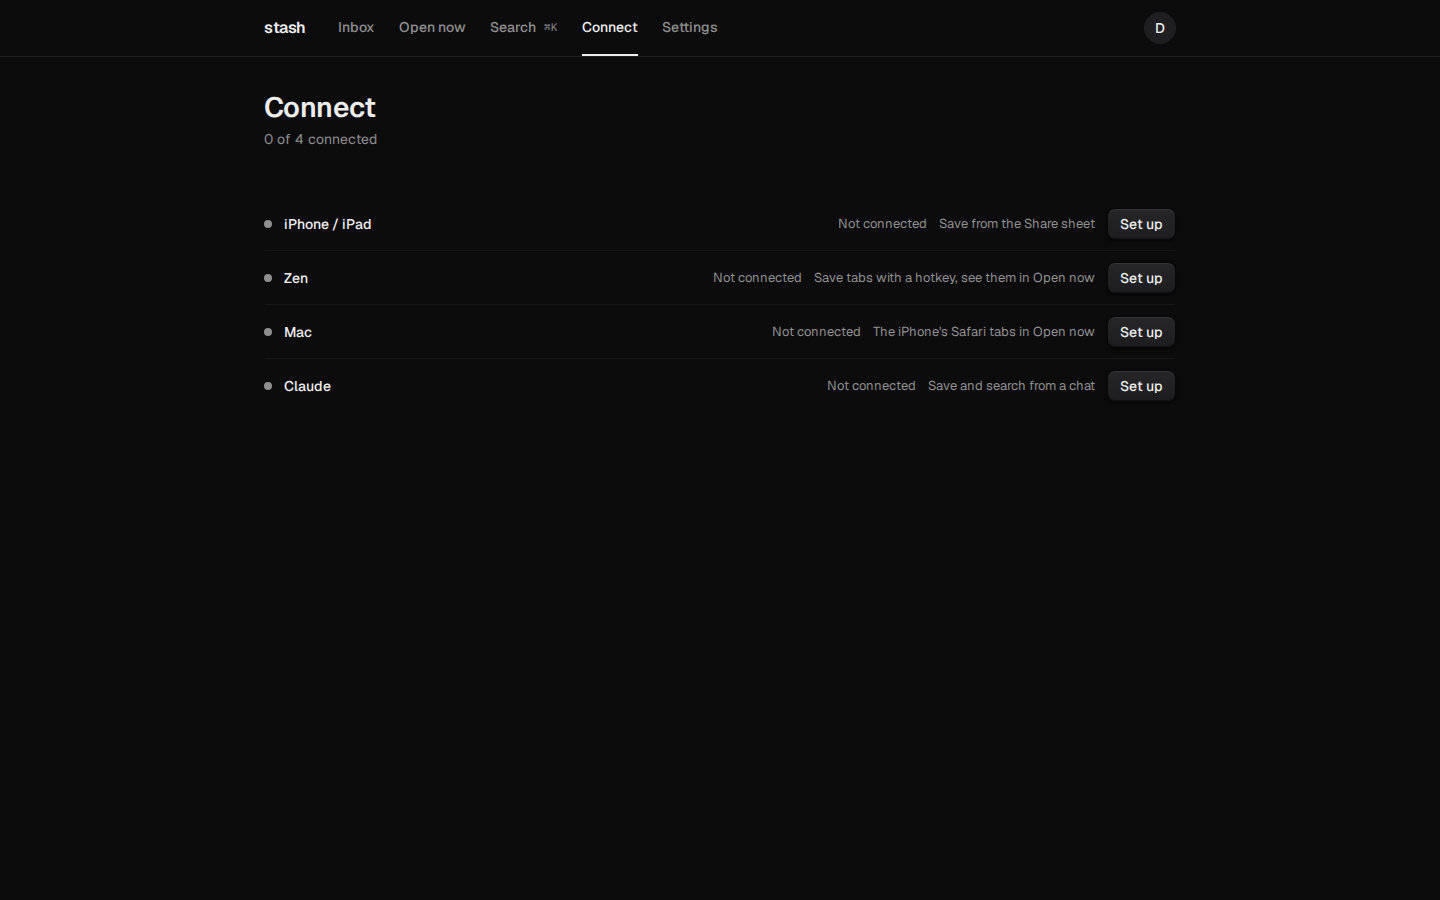 stash Inbox Open now Search ⌘K Connect Settings D
Connect
0 of 4 connected
iPhone / iPad Not connected Save from the Share sheet Set up
Zen Not connected Save tabs with a hotkey, see them in Open now Set up
Mac Not connected The iPhone's Safari tabs in Open now Set up
Claude Not connected Save and search from a chat Set up